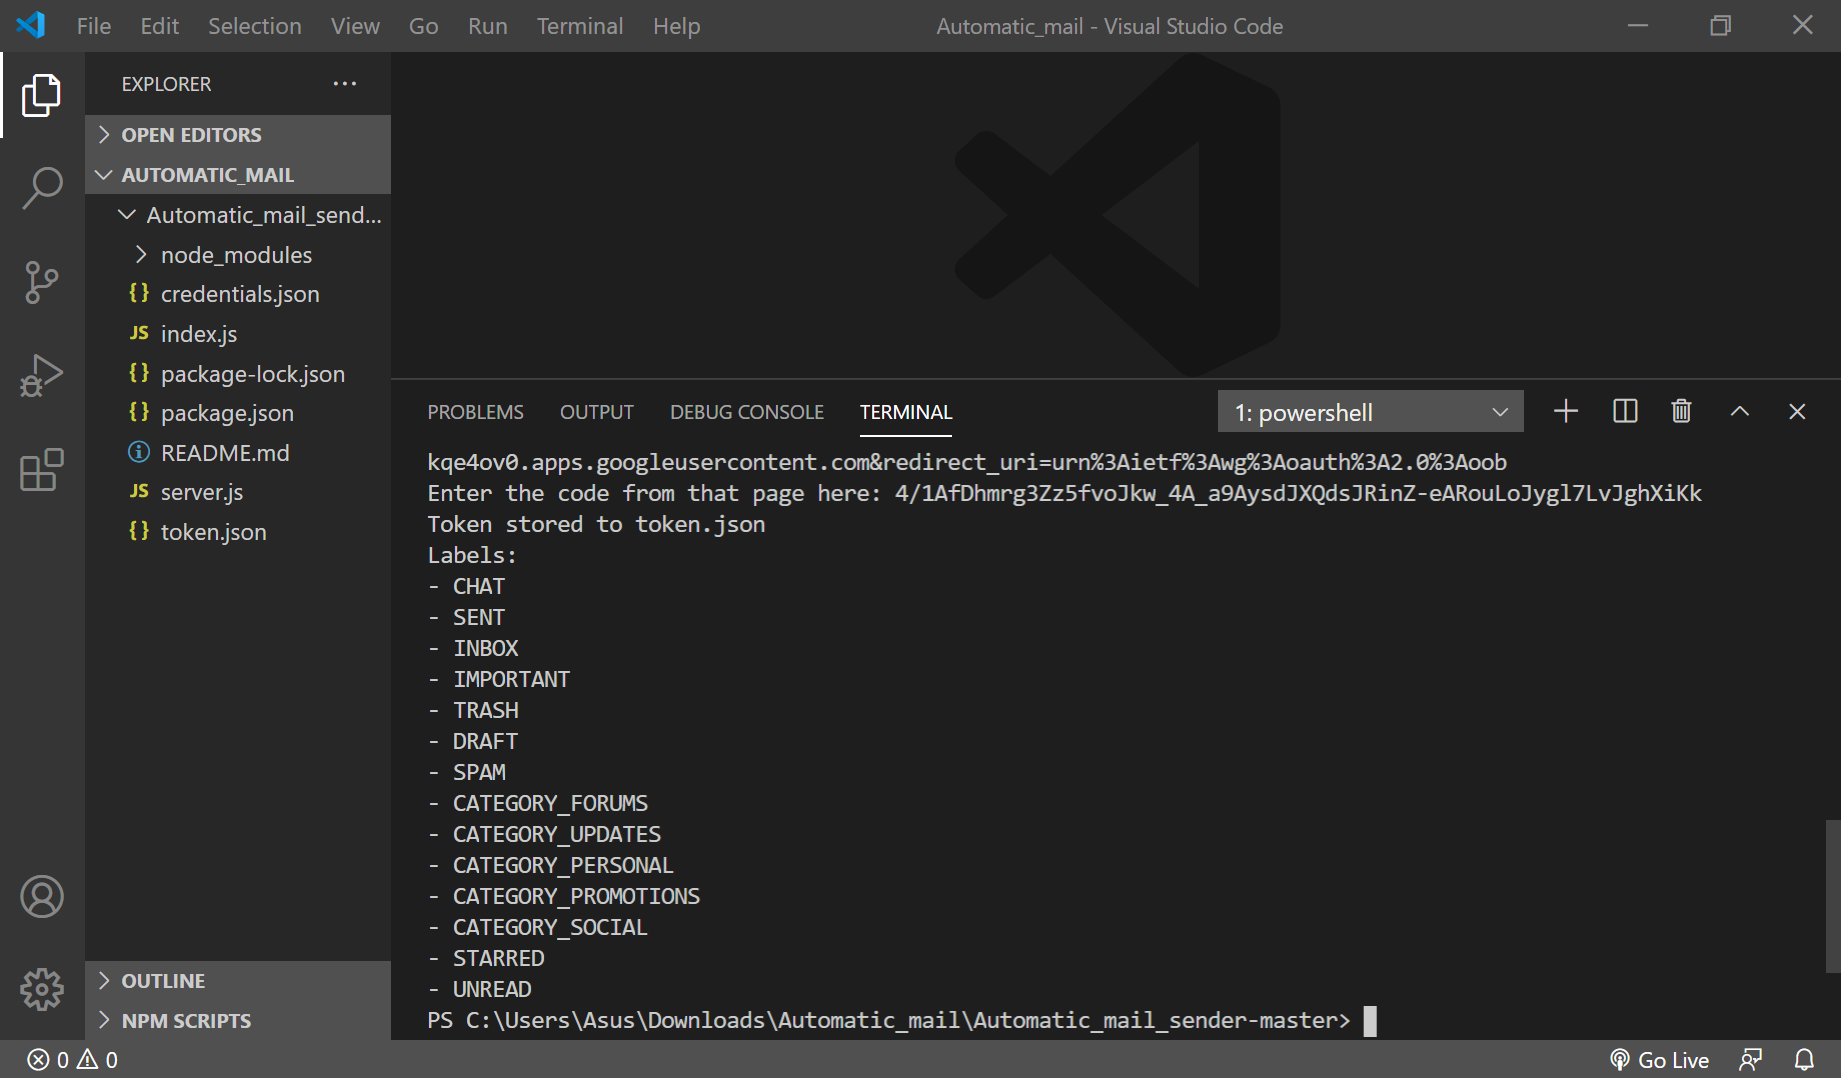 File Edit Selection View Go Run Terminal Help
Automatic_mail - Visual Studio Code
EXPLORER
OPEN EDITORS
AUTOMATIC_MAIL
Automatic_mail_send...
node_modules
credentials.json
index.js
package-lock.json
package.json
README.md
server.js
token.json
OUTLINE
NPM SCRIPTS
PROBLEMS OUTPUT DEBUG CONSOLE TERMINAL
1: powershell
kqe4ov0.apps.googleusercontent.com&redirect_uri=urn%3Aietf%3Awg%3Aoauth%3A2.0%3Aoob
Enter the code from that page here: 4/1AfDhmrg3Zz5fvoJkw_4A_a9AysdJXQdsJRinZ-eARouLoJygl7LvJghXiKk
Token stored to token.json
Labels:
- CHAT
- SENT
- INBOX
- IMPORTANT
- TRASH
- DRAFT
- SPAM
- CATEGORY_FORUMS
- CATEGORY_UPDATES
- CATEGORY_PERSONAL
- CATEGORY_PROMOTIONS
- CATEGORY_SOCIAL
- STARRED
- UNREAD
PS C:\Users\Asus\Downloads\Automatic_mail\Automatic_mail_sender-master>
0 0
Go Live